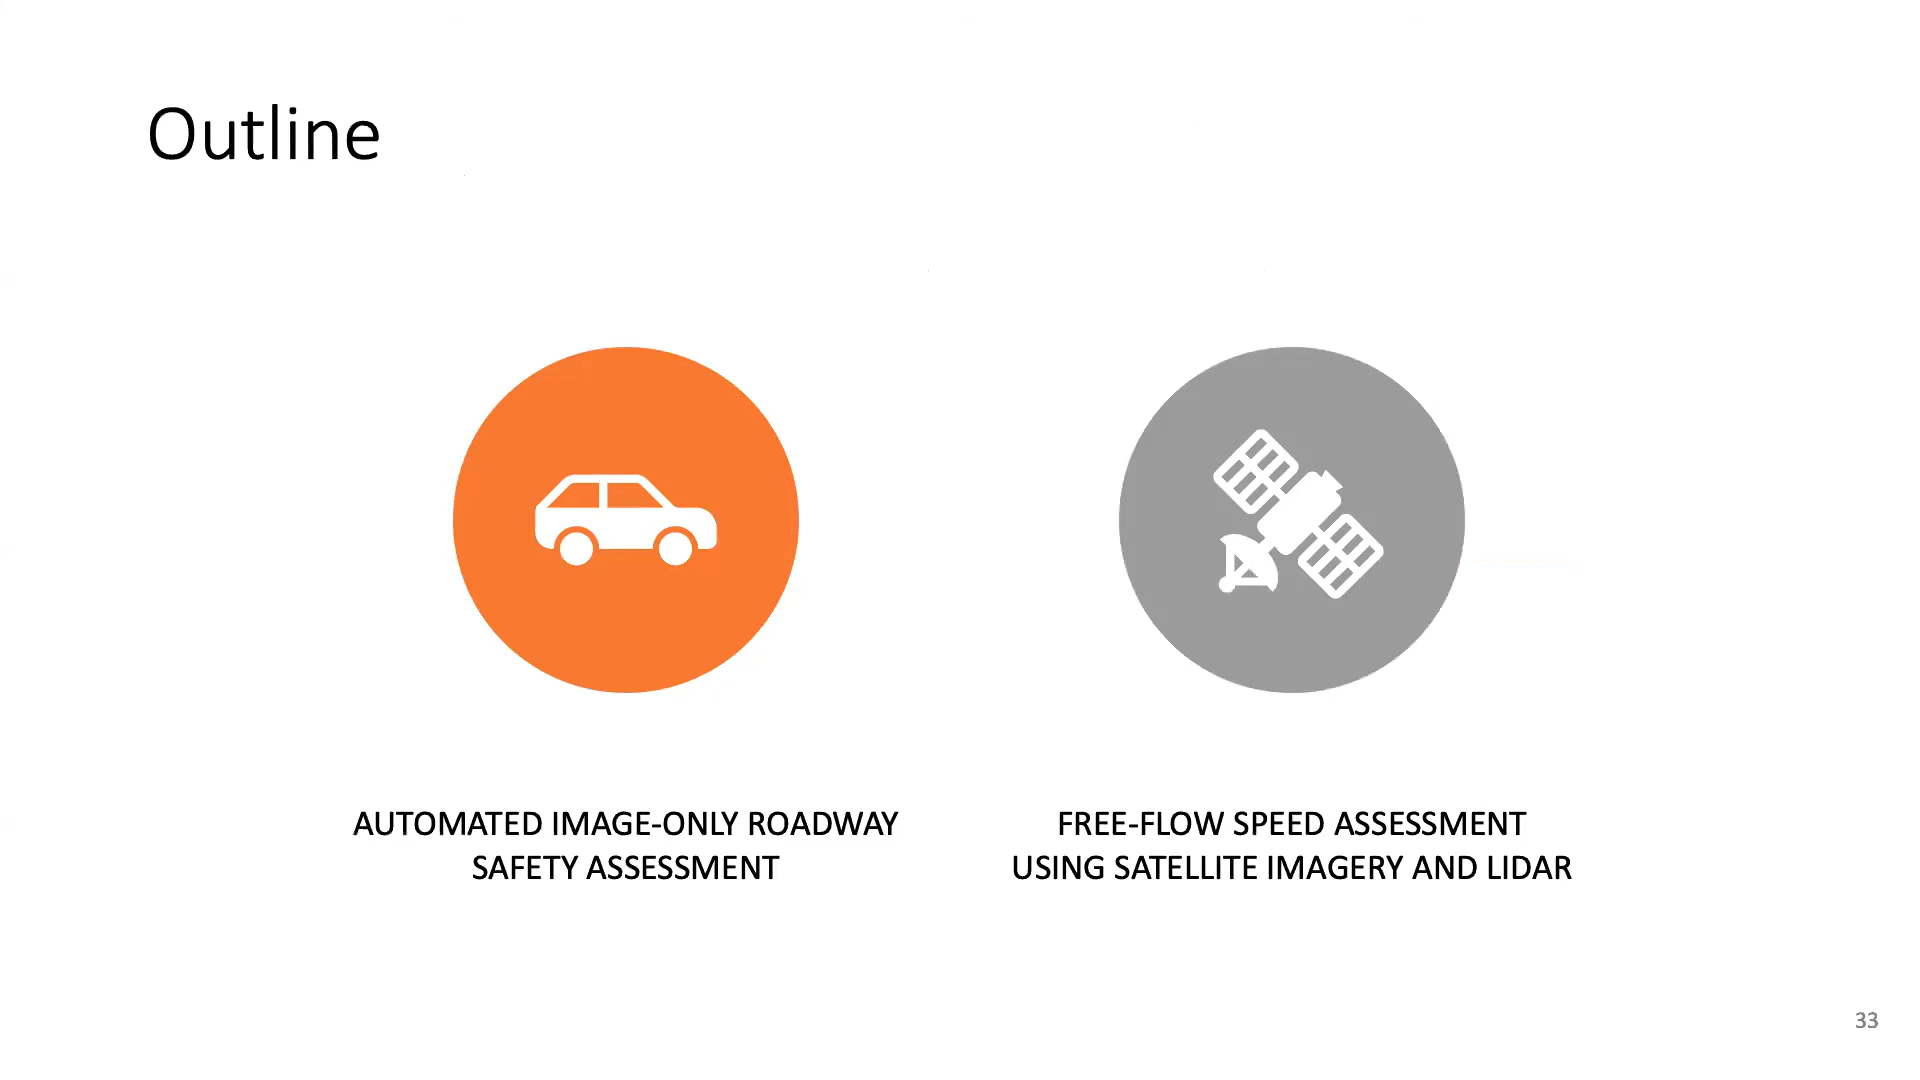 Outline
AUTOMATED IMAGE-ONLY ROADWAY
SAFETY ASSESSMENT
FREE-FLOW SPEED ASSESSMENT
USING SATELLITE IMAGERY AND LIDAR
33